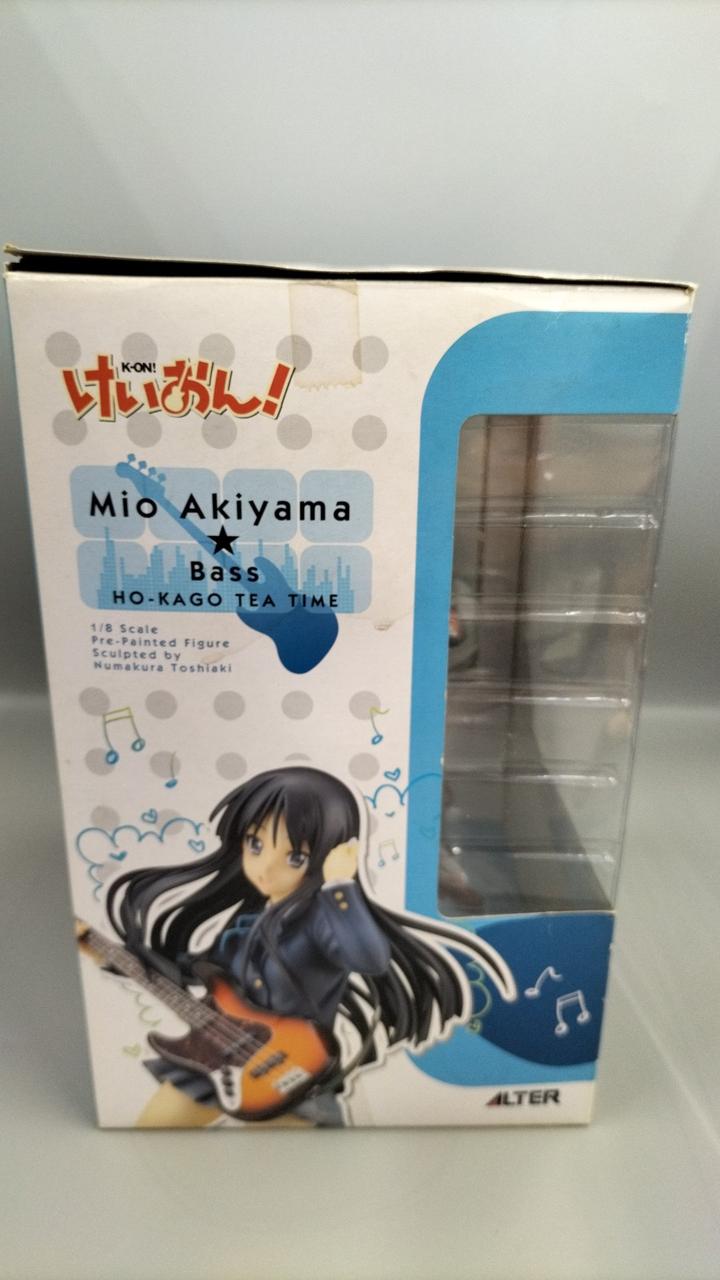 K-ON!
けいおん!
Mio Akiyama
★
Bass
HO-KAGO TEA TIME
1/8 Scale
Pre-Painted Figure
Sculpted by
Numakura Toshiaki
ALTER